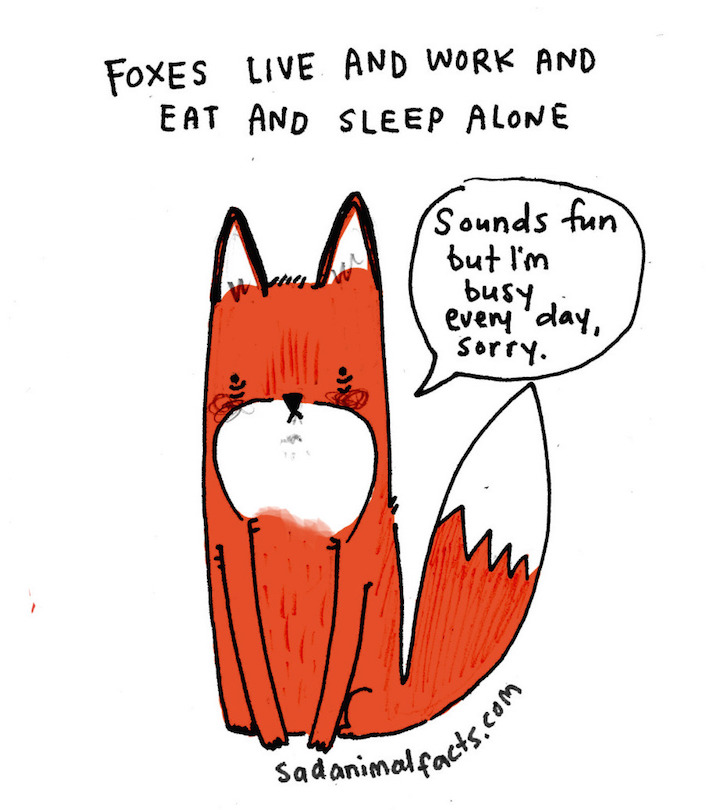 FOXES LIVE AND WORK AND
EAT AND SLEEP ALONE
Sounds fun
but I'm
busy
every day,
sorry.
sadanimalfacts.com